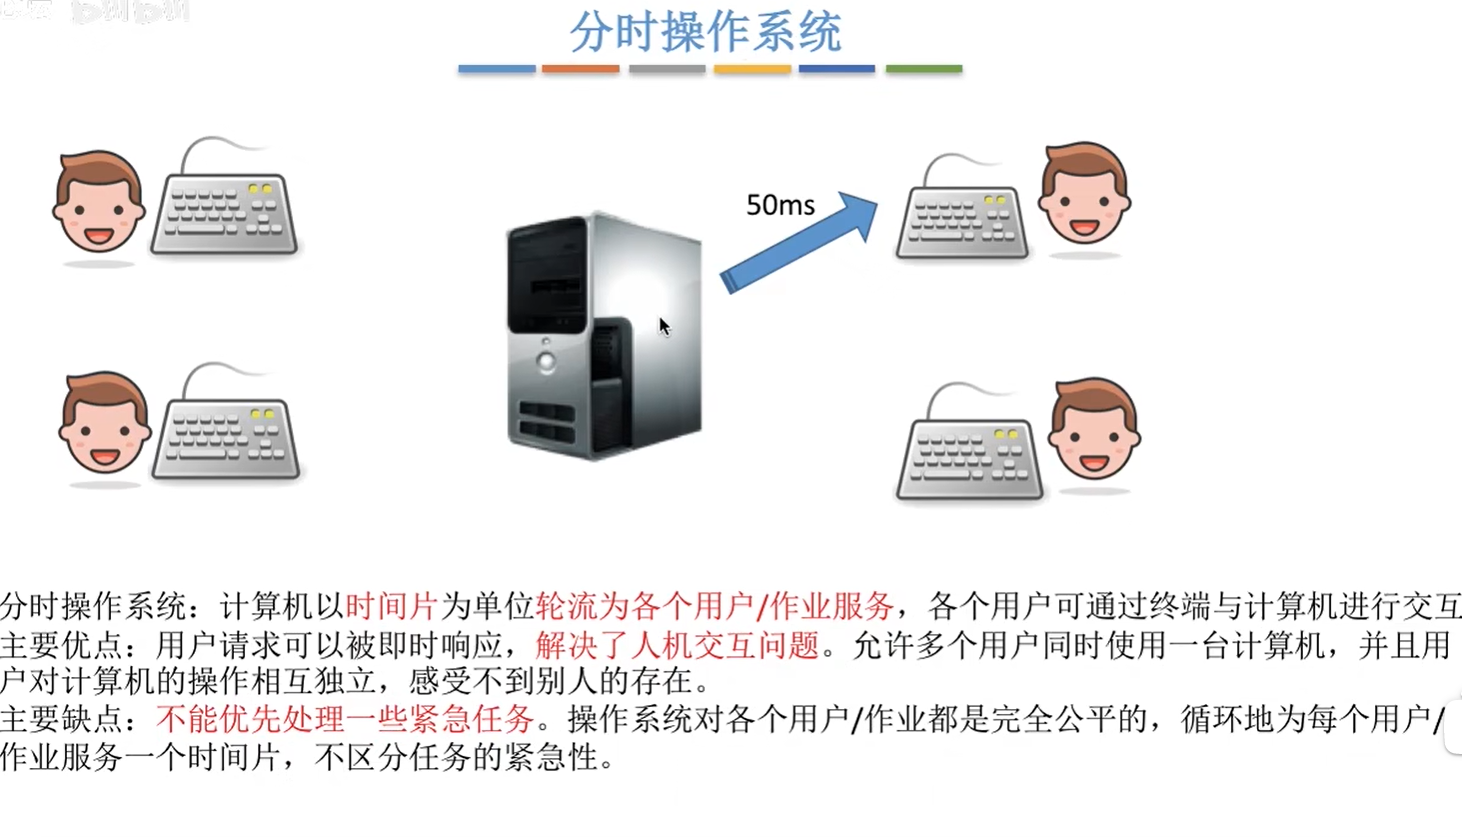 分时操作系统
50ms
分时操作系统：计算机以时间片为单位轮流为各个用户/作业服务，各个用户可通过终端与计算机进行交互
主要优点：用户请求可以被即时响应，解决了人机交互问题。允许多个用户同时使用一台计算机，并且用
户对计算机的操作相互独立，感受不到别人的存在。
主要缺点：不能优先处理一些紧急任务。操作系统对各个用户/作业都是完全公平的，循环地为每个用户/
作业服务一个时间片，不区分任务的紧急性。